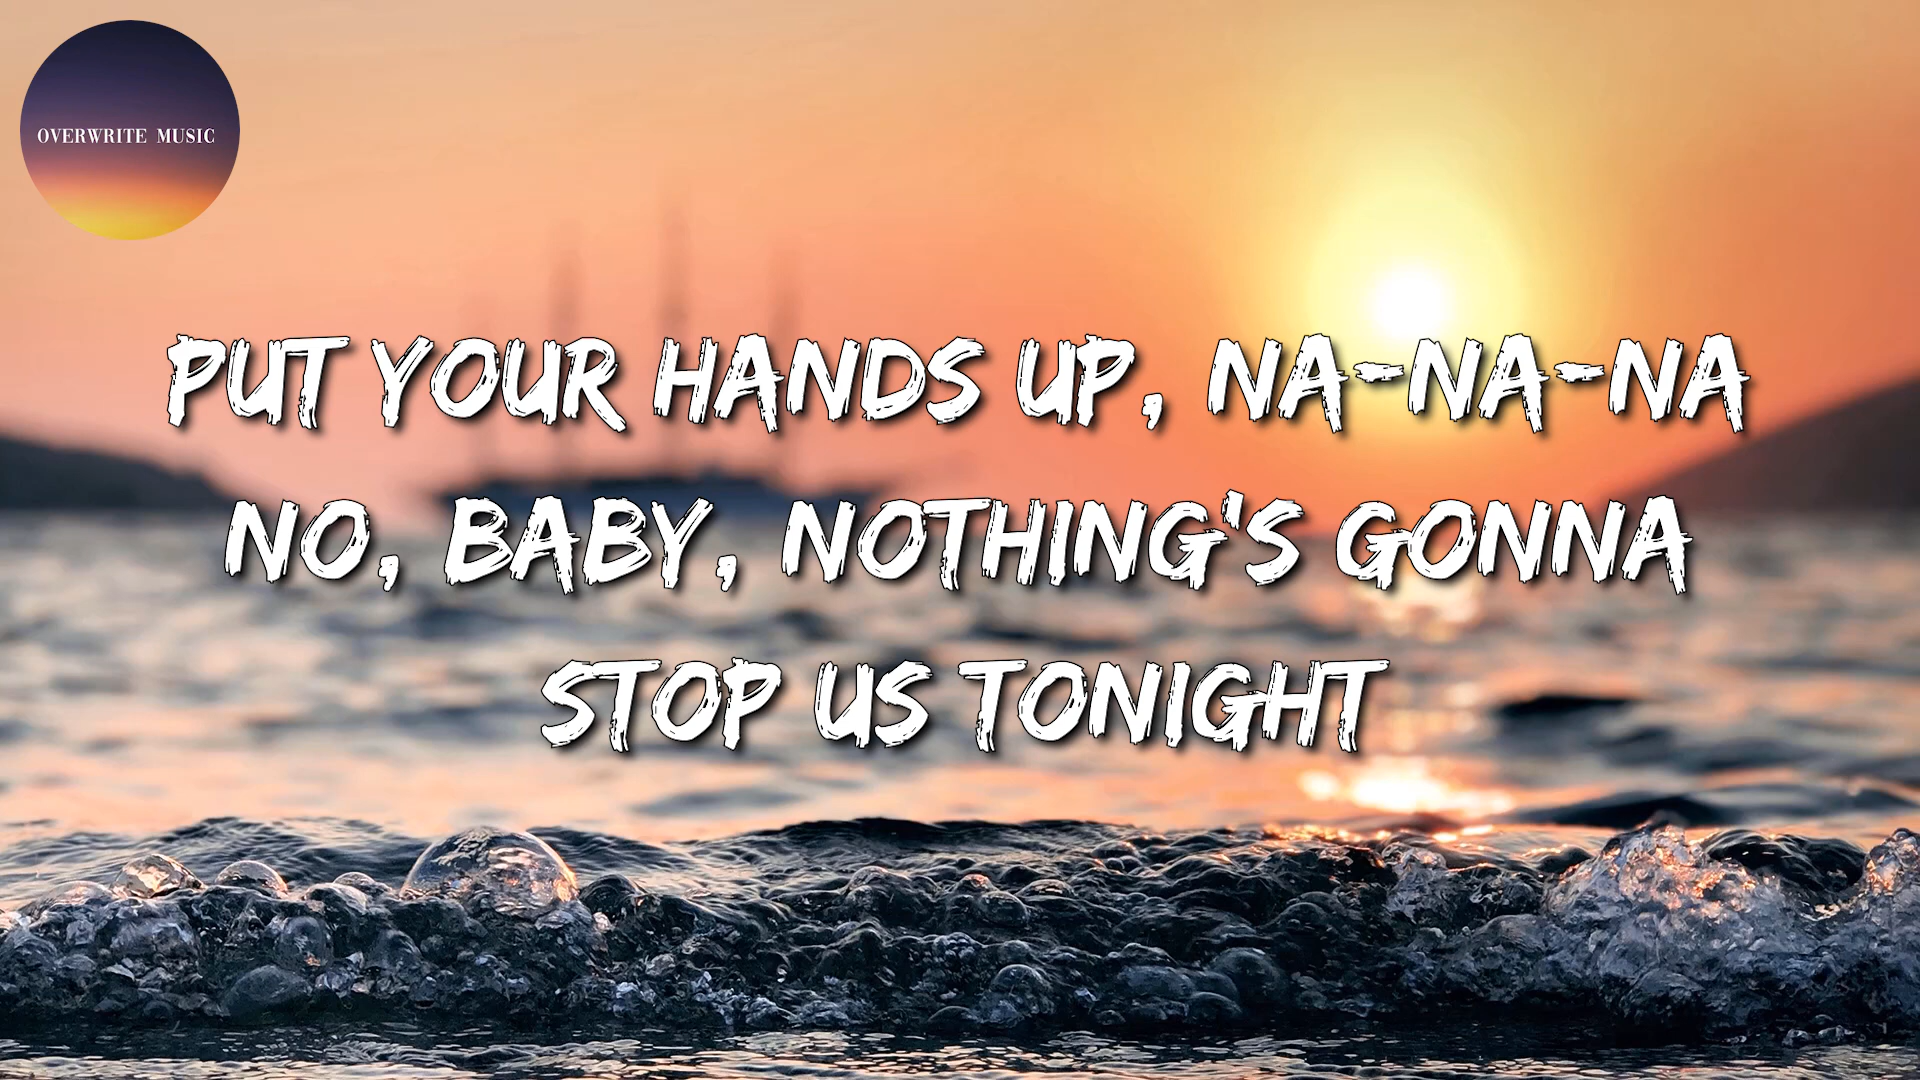 OVERWRITE MUSIC
PUT YOUR HANDS UP, NA-NA-NA
NO, BABY, NOTHING'S GONNA
STOP US TONIGHT